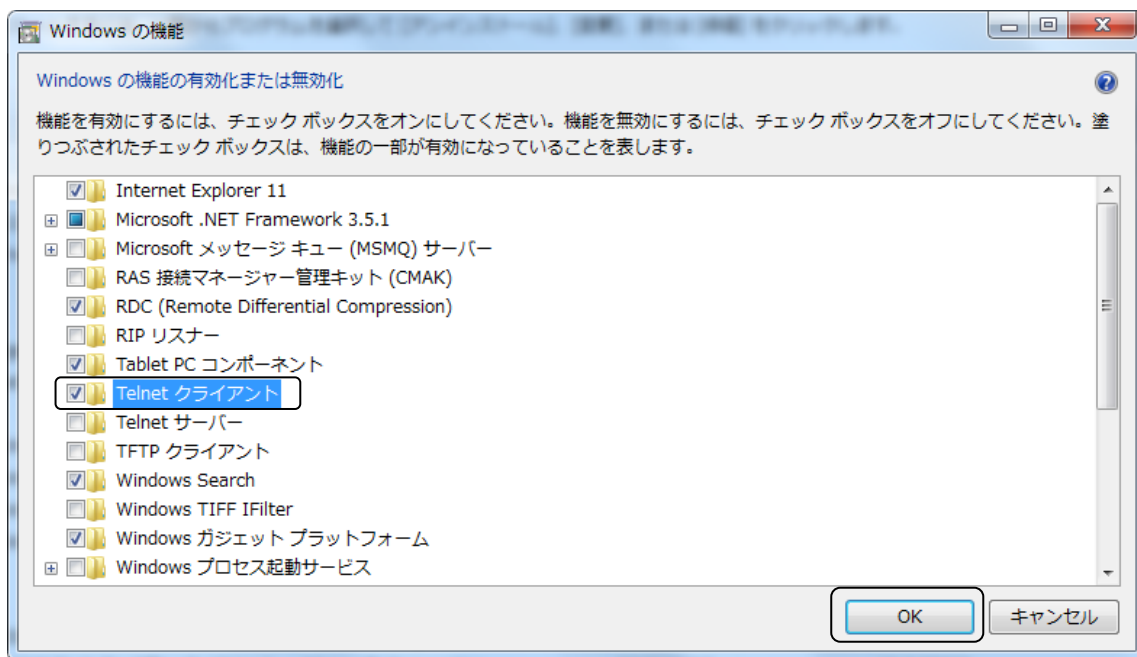 Windows の機能
Windows の機能の有効化または無効化
機能を有効にするには、チェック ボックスをオンにしてください。機能を無効にするには、チェック ボックスをオフにしてください。塗
りつぶされたチェック ボックスは、機能の一部が有効になっていることを表します。
Internet Explorer 11
Microsoft .NET Framework 3.5.1
Microsoft メッセージ キュー (MSMQ) サーバー
RAS 接続マネージャー管理キット (CMAK)
RDC (Remote Differential Compression)
RIP リスナー
Tablet PC コンポーネント
Telnet クライアント
Telnet サーバー
TFTP クライアント
Windows Search
Windows TIFF IFilter
Windows ガジェット プラットフォーム
Windows プロセス起動サービス
OK
キャンセル